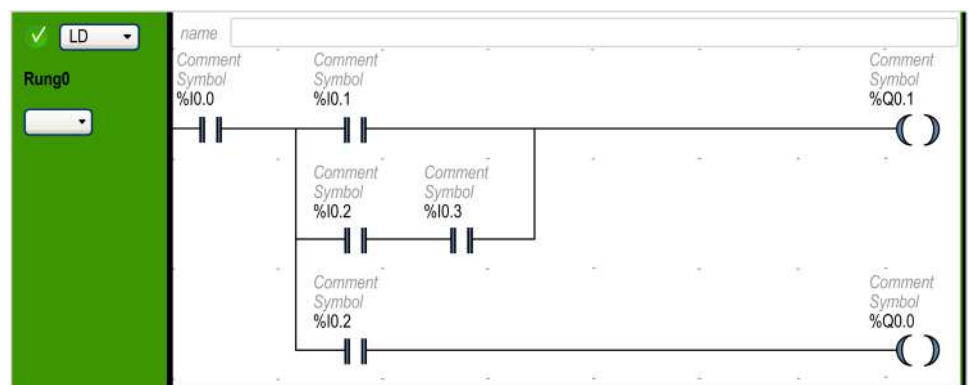 LD
name
Rung0
Comment Comment Comment
Symbol Symbol Symbol
%I0.0 %I0.1 %Q0.1
Comment Comment
Symbol Symbol
%I0.2 %I0.3
Comment Comment
Symbol Symbol
%I0.2 %Q0.0